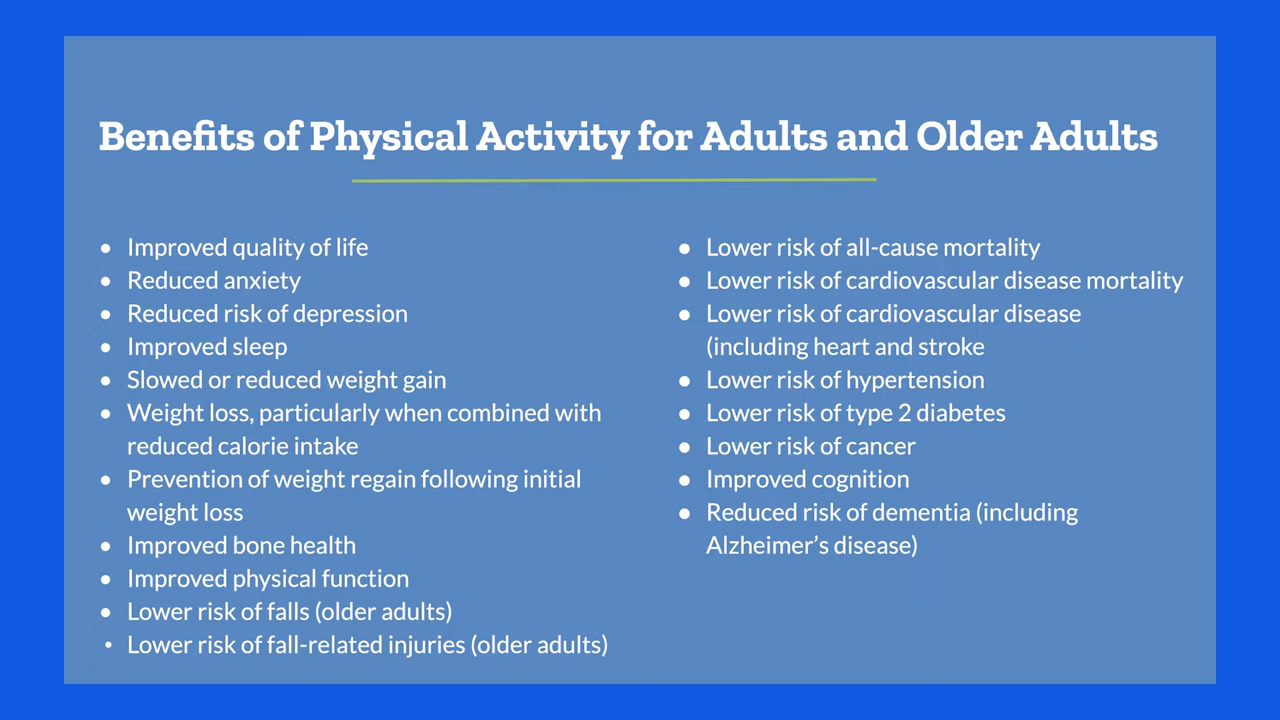 Benefits of Physical Activity for Adults and Older Adults
• Improved quality of life
• Reduced anxiety
• Reduced risk of depression
• Improved sleep
• Slowed or reduced weight gain
• Weight loss, particularly when combined with
reduced calorie intake
• Prevention of weight regain following initial
weight loss
• Improved bone health
• Improved physical function
• Lower risk of falls (older adults)
• Lower risk of fall-related injuries (older adults)
• Lower risk of all-cause mortality
• Lower risk of cardiovascular disease mortality
• Lower risk of cardiovascular disease
(including heart and stroke
• Lower risk of hypertension
• Lower risk of type 2 diabetes
• Lower risk of cancer
• Improved cognition
• Reduced risk of dementia (including
Alzheimer’s disease)